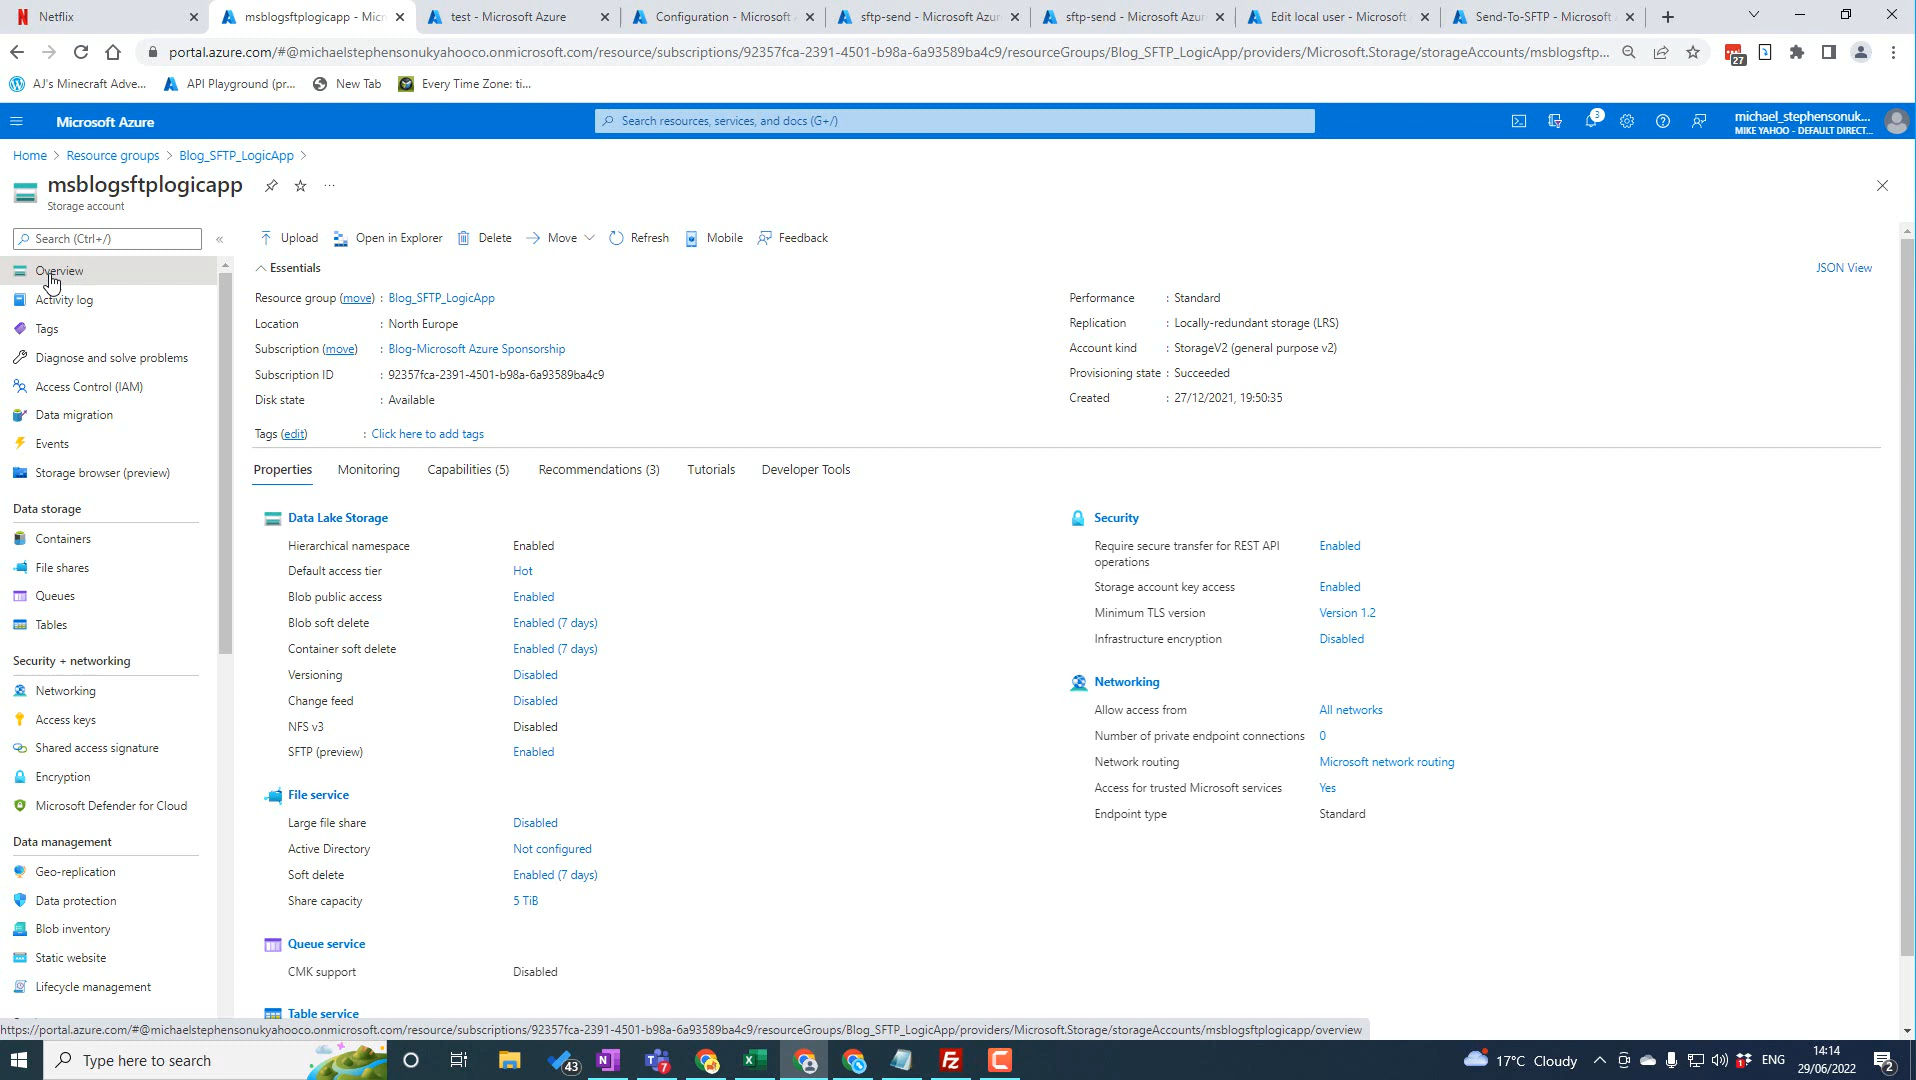 Netflix
msblogsftplogicapp - Micr
test - Microsoft Azure
Configuration - Microsoft
sftp-send - Microsoft Azu
sftp-send - Microsoft Azu
Edit local user - Microsoft
Send-To-SFTP - Microsoft
portal.azure.com/#@michaelstephensonukyahooco.onmicrosoft.com/resource/subscriptions/92357fca-2391-4501-b98a-6a93589ba4c9/resourceGroups/Blog_SFTP_LogicApp/providers/Microsoft.Storage/storageAccounts/msblogsftp...
27
AJ's Minecraft Adve...
API Playground (pr...
New Tab
Every Time Zone: ti...
Microsoft Azure
Search resources, services, and docs (G+/)
3
michael_stephensonuk...
MIKE YAHOO - DEFAULT DIRECT...
Home > Resource groups > Blog_SFTP_LogicApp >
msblogsftplogicapp
Storage account
Search (Ctrl+/)
Overview
Activity log
Tags
Diagnose and solve problems
Access Control (IAM)
Data migration
Events
Storage browser (preview)
Data storage
Containers
File shares
Queues
Tables
Security + networking
Networking
Access keys
Shared access signature
Encryption
Microsoft Defender for Cloud
Data management
Geo-replication
Data protection
Blob inventory
Static website
Lifecycle management
Upload
Open in Explorer
Delete
Move
Refresh
Mobile
Feedback
Essentials
JSON View
Resource group (move) : Blog_SFTP_LogicApp
Location : North Europe
Subscription (move) : Blog-Microsoft Azure Sponsorship
Subscription ID : 92357fca-2391-4501-b98a-6a93589ba4c9
Disk state : Available
Performance : Standard
Replication : Locally-redundant storage (LRS)
Account kind : StorageV2 (general purpose v2)
Provisioning state : Succeeded
Created : 27/12/2021, 19:50:35
Tags (edit) : Click here to add tags
Properties
Monitoring
Capabilities (5)
Recommendations (3)
Tutorials
Developer Tools
Data Lake Storage
Hierarchical namespace Enabled
Default access tier Hot
Blob public access Enabled
Blob soft delete Enabled (7 days)
Container soft delete Enabled (7 days)
Versioning Disabled
Change feed Disabled
NFS v3 Disabled
SFTP (preview) Enabled
File service
Large file share Disabled
Active Directory Not configured
Soft delete Enabled (7 days)
Share capacity 5 TiB
Queue service
CMK support Disabled
Table service
Security
Require secure transfer for REST API operations Enabled
Storage account key access Enabled
Minimum TLS version Version 1.2
Infrastructure encryption Disabled
Networking
Allow access from All networks
Number of private endpoint connections 0
Network routing Microsoft network routing
Access for trusted Microsoft services Yes
Endpoint type Standard
https://portal.azure.com/#@michaelstephensonukyahooco.onmicrosoft.com/resource/subscriptions/92357fca-2391-4501-b98a-6a93589ba4c9/resourceGroups/Blog_SFTP_LogicApp/providers/Microsoft.Storage/storageAccounts/msblogsftplogicapp/overview
Type here to search
43
7
17°C Cloudy
ENG
14:14
29/06/2022
2